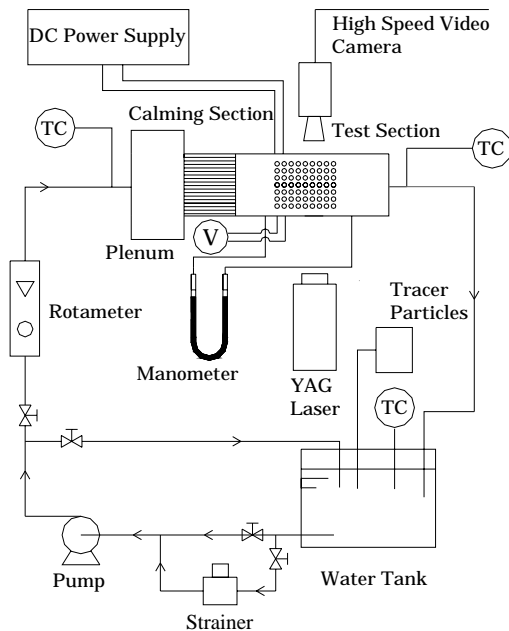 High Speed Video
Camera
DC Power Supply
Calming Section
TC
Test Section
TC
V
Plenum
Rotameter
Tracer
Particles
Manometer
YAG
Laser
TC
Pump
Water Tank
Strainer